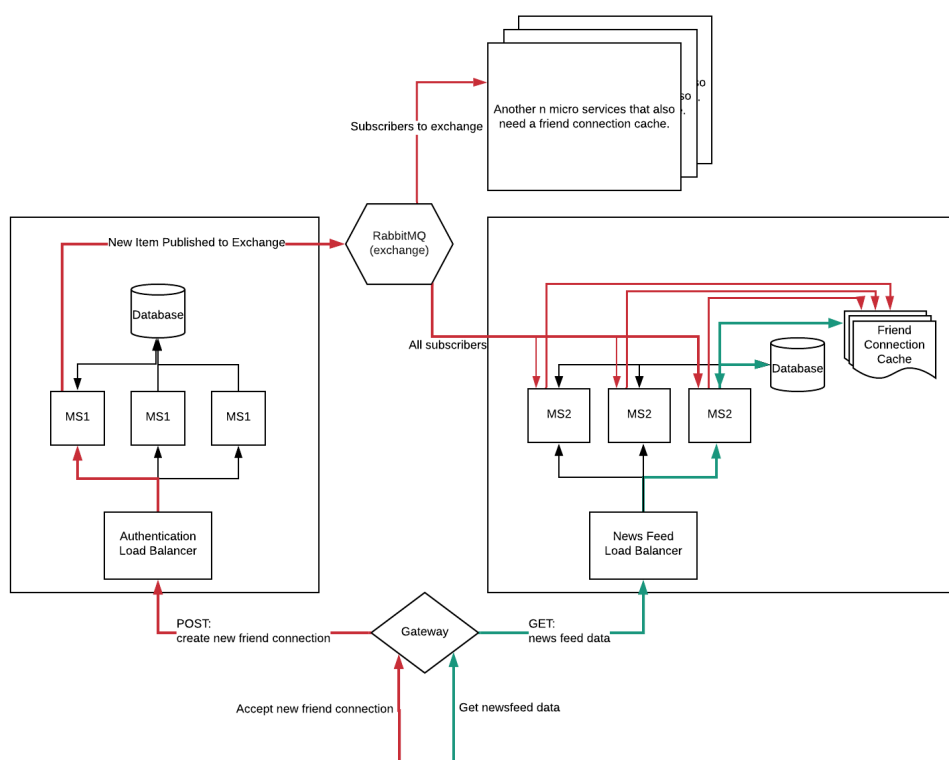 so
so
.
Another n micro services that also
.
need a friend connection cache.
Subscribers to exchange
RabbitMQ
(exchange)
New Item Published to Exchange
Database
All subscribers
Friend
Connection
Cache
Database
MS1
MS1
MS1
MS2
MS2
MS2
Authentication
Load Balancer
News Feed
Load Balancer
POST:
create new friend connection
Gateway
GET:
news feed data
Accept new friend connection
Get newsfeed data